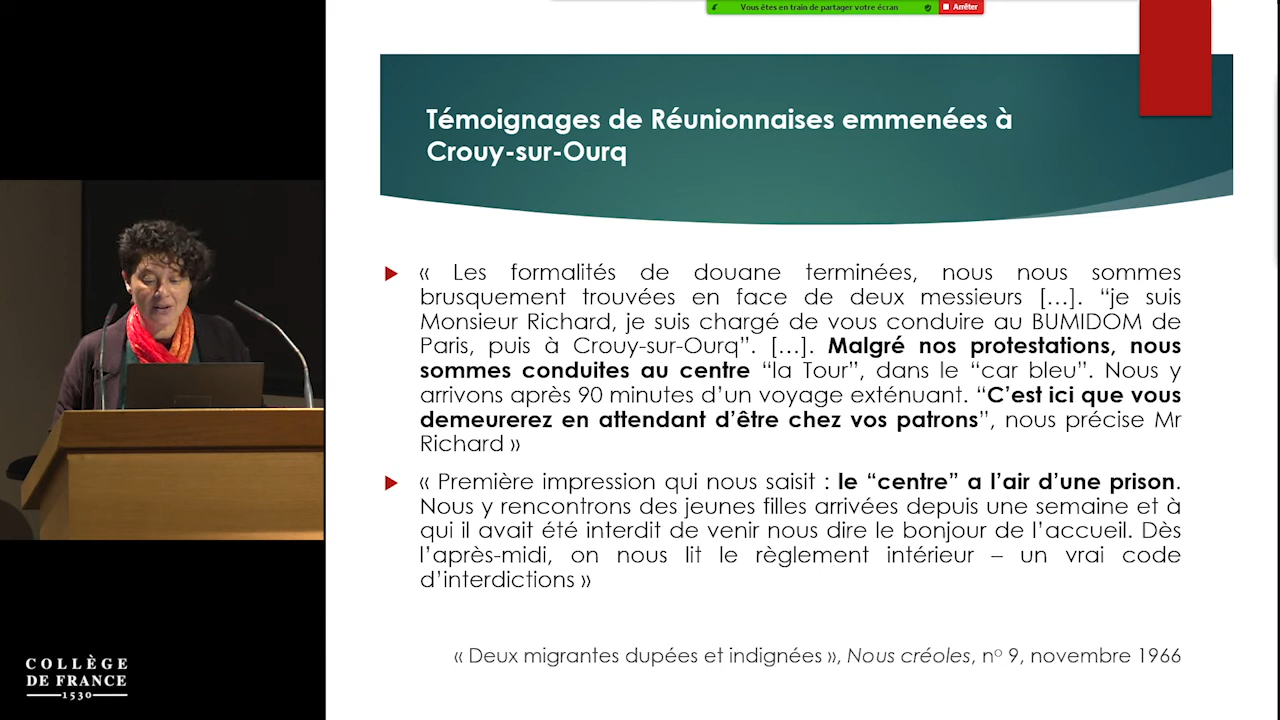 Vous êtes en train de partager votre écran
Arrêter
Témoignages de Réunionnaises emmenées à
Crouy-sur-Ourq
« Les formalités de douane terminées, nous nous sommes
brusquement trouvées en face de deux messieurs […]. “je suis
Monsieur Richard, je suis chargé de vous conduire au BUMIDOM de
Paris, puis à Crouy-sur-Ourq”. […]. Malgré nos protestations, nous
sommes conduites au centre “la Tour”, dans le “car bleu”. Nous y
arrivons après 90 minutes d’un voyage exténuant. “C’est ici que vous
demeurerez en attendant d’être chez vos patrons”, nous précise Mr
Richard »
« Première impression qui nous saisit : le “centre” a l’air d’une prison.
Nous y rencontrons des jeunes filles arrivées depuis une semaine et à
qui il avait été interdit de venir nous dire le bonjour de l’accueil. Dès
l’après-midi, on nous lit le règlement intérieur – un vrai code
d’interdictions »
« Deux migrantes dupées et indignées », Nous créoles, nº 9, novembre 1966
COLLÈGE
DE FRANCE
1530